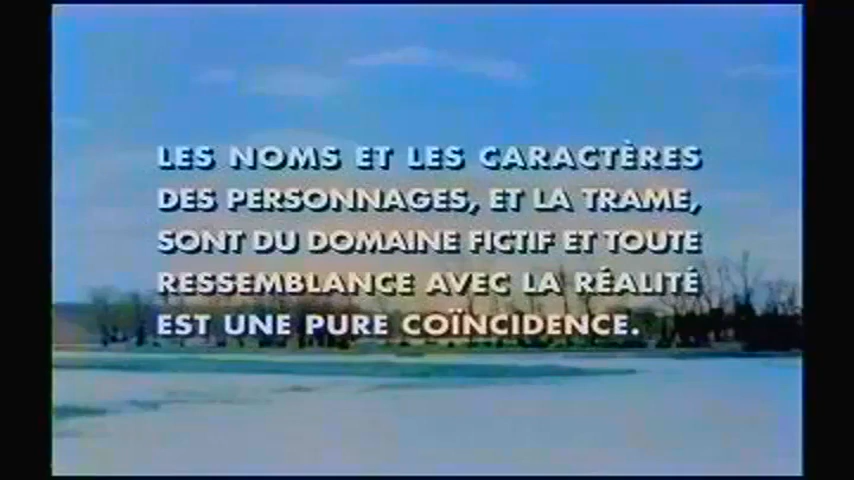 LES NOMS ET LES CARACTÈRES
DES PERSONNAGES, ET LA TRAME,
SONT DU DOMAINE FICTIF ET TOUTE
RESSEMBLANCE AVEC LA RÉALITÉ
EST UNE PURE COÏNCIDENCE.